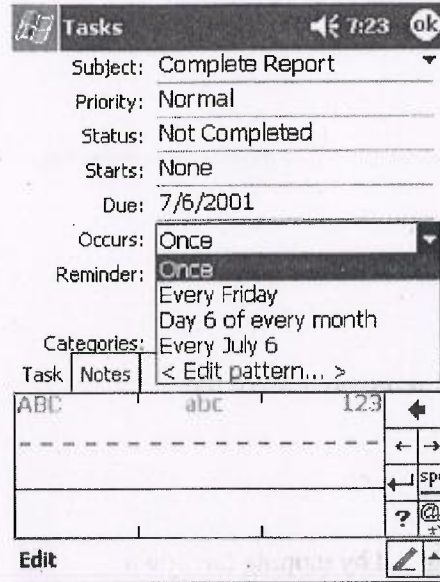 Tasks 7:23 ok
Subject: Complete Report
Priority: Normal
Status: Not Completed
Starts: None
Due: 7/6/2001
Occurs: Once
Once
Reminder:
Every Friday
Day 6 of every month
Categories: Every July 6
Task Notes < Edit pattern... >
ABC abc 123
?
@
Edit